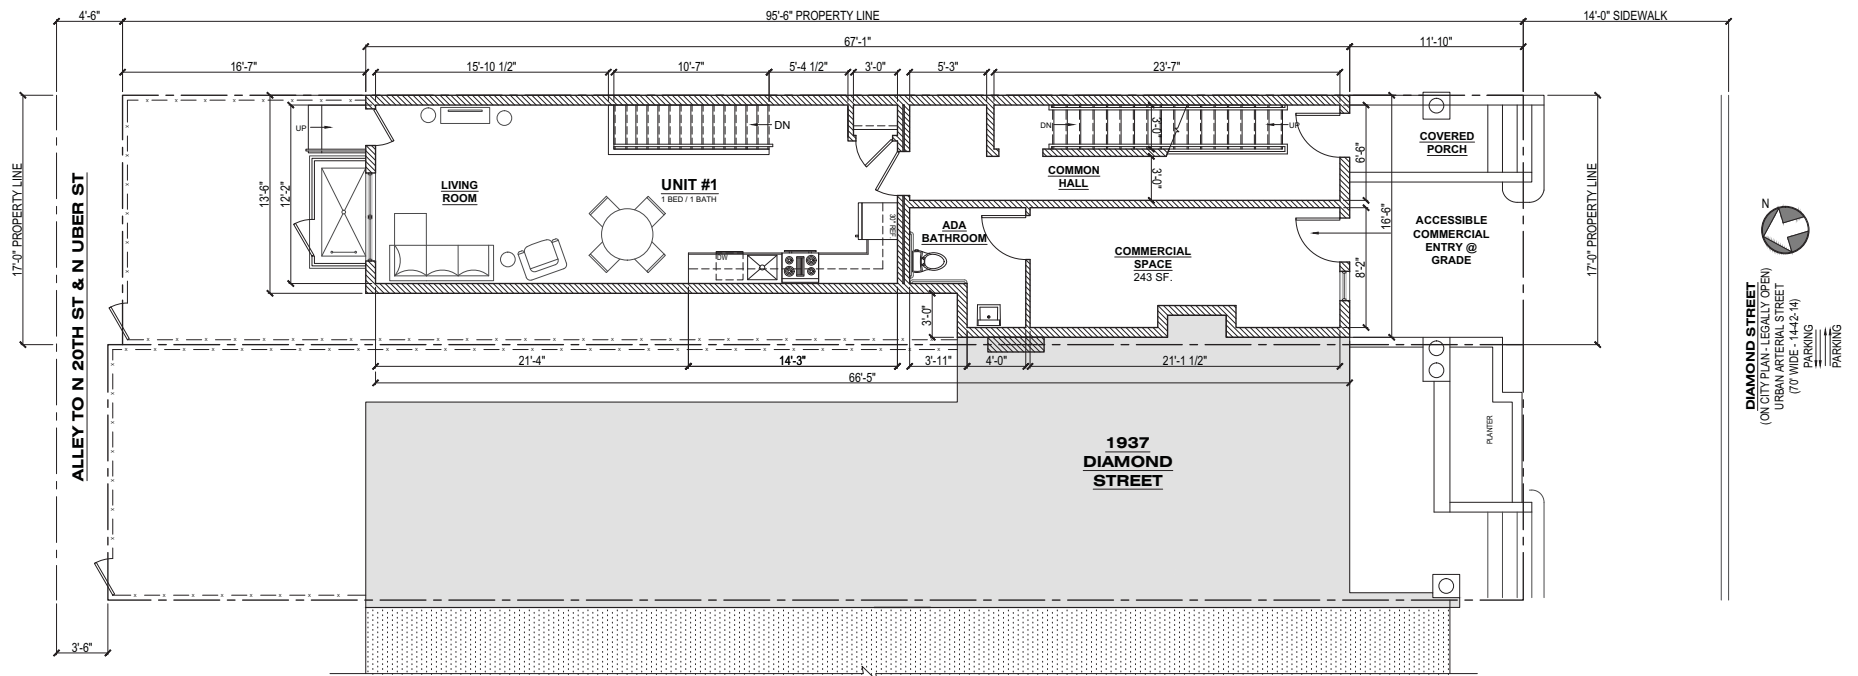 4'-6"
95'-6" PROPERTY LINE
14'-0" SIDEWALK
67'-1"
11'-10"
16'-7"
15'-10 1/2"
10'-7"
5'-4 1/2"
3'-0"
5'-3"
23'-7"
UP
DN
DN
3'-0"
UP
COVERED
PORCH
6'-6"
17'-0" PROPERTY LINE
ALLEY TO N 20TH ST & N UBER ST
13'-6"
12'-2"
LIVING
ROOM
UNIT #1
1 BED / 1 BATH
COMMON
HALL
3'-0"
30" REF
DW
ADA
BATHROOM
COMMERCIAL
SPACE
243 SF.
16'-6"
8'-2"
ACCESSIBLE
COMMERCIAL
ENTRY @
GRADE
17'-0" PROPERTY LINE
N
DIAMOND STREET
(ON CITY PLAN - LEGALLY OPEN)
URBAN ARTERIAL STREET
(70' WIDE - 14-42-14)
PARKING
PARKING
3'-0"
21'-4"
14'-3"
3'-11"
4'-0"
21'-1 1/2"
66'-5"
1937
DIAMOND
STREET
PLANTER
3'-6"